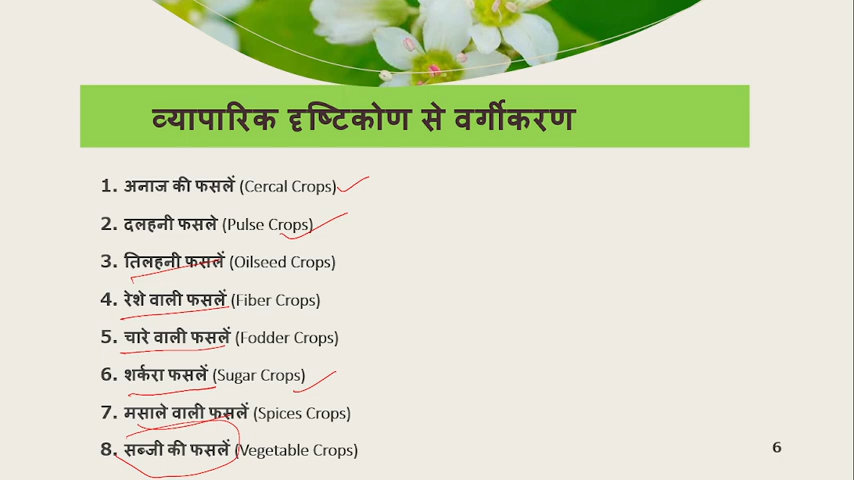 व्यापारिक दृष्टिकोण से वर्गीकरण
1. अनाज की फसलें (Cercal Crops)
2. दलहनी फसले (Pulse Crops)
3. तिलहनी फसलें (Oilseed Crops)
4. रेशे वाली फसलें (Fiber Crops)
5. चारे वाली फसलें (Fodder Crops)
6. शर्करा फसलें (Sugar Crops)
7. मसाले वाली फसलें (Spices Crops)
8. सब्जी की फसलें (Vegetable Crops)
6